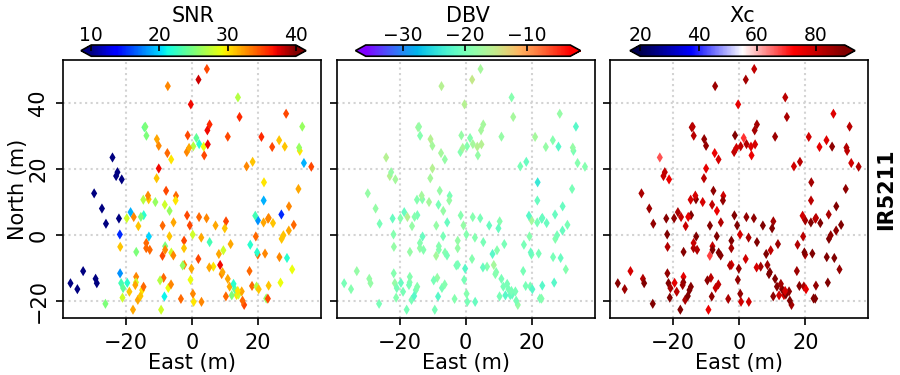 SNR DBV Xc
10 20 30 40 −30 −20 −10 20 40 60 80
40
20
0
−20
North (m)
IR5211
−20 0 20 −20 0 20 −20 0 20
East (m) East (m) East (m)